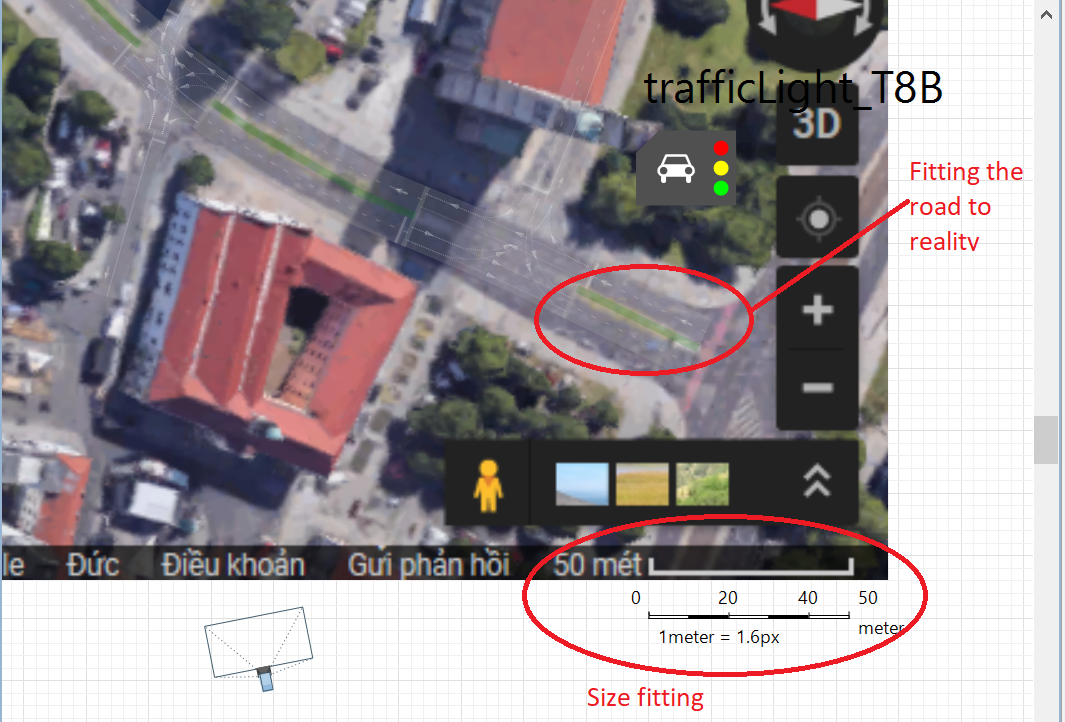 trafficLight_T8B
3D
Fitting the
road to
reality
le Đức Điều khoản Gửi phản hồi 50 mét
0 20 40 50
meter
1meter = 1.6px
Size fitting